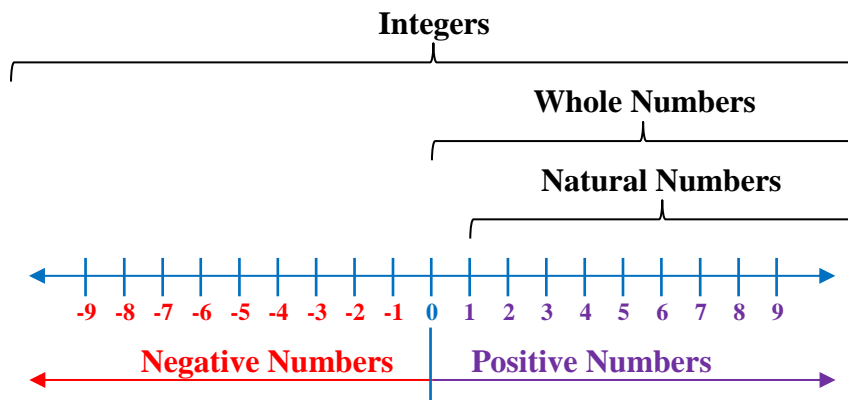 Integers
Whole Numbers
Natural Numbers
-9 -8 -7 -6 -5 -4 -3 -2 -1 0 1 2 3 4 5 6 7 8 9
Negative Numbers Positive Numbers